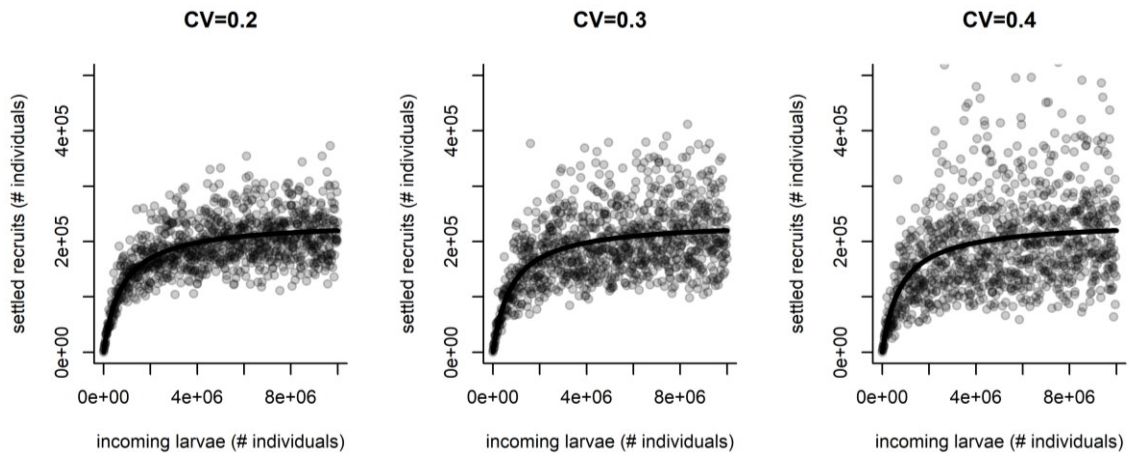 CV=0.2
settled recruits (# individuals)
4e+05
2e+05
0e+00
0e+00 4e+06 8e+06
incoming larvae (# individuals)
CV=0.3
settled recruits (# individuals)
4e+05
2e+05
0e+00
0e+00 4e+06 8e+06
incoming larvae (# individuals)
CV=0.4
settled recruits (# individuals)
4e+05
2e+05
0e+00
0e+00 4e+06 8e+06
incoming larvae (# individuals)